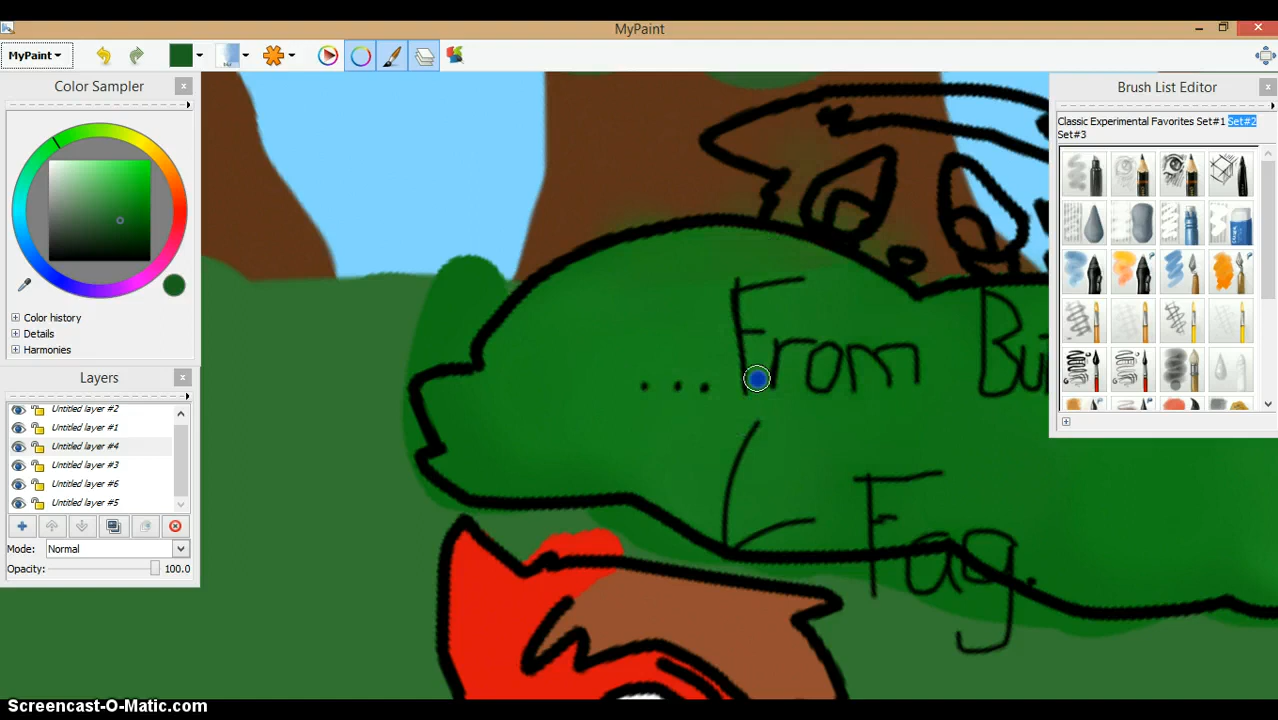 MyPaint
MyPaint
Color Sampler
Color history
Details
Harmonies
Layers
Untitled layer #2
Untitled layer #1
Untitled layer #4
Untitled layer #3
Untitled layer #6
Untitled layer #5
Mode: Normal
Opacity: 100.0
Brush List Editor
Classic Experimental Favorites Set#1 Set#2
Set#3
... From Bu
Fag.
Screencast-O-Matic.com